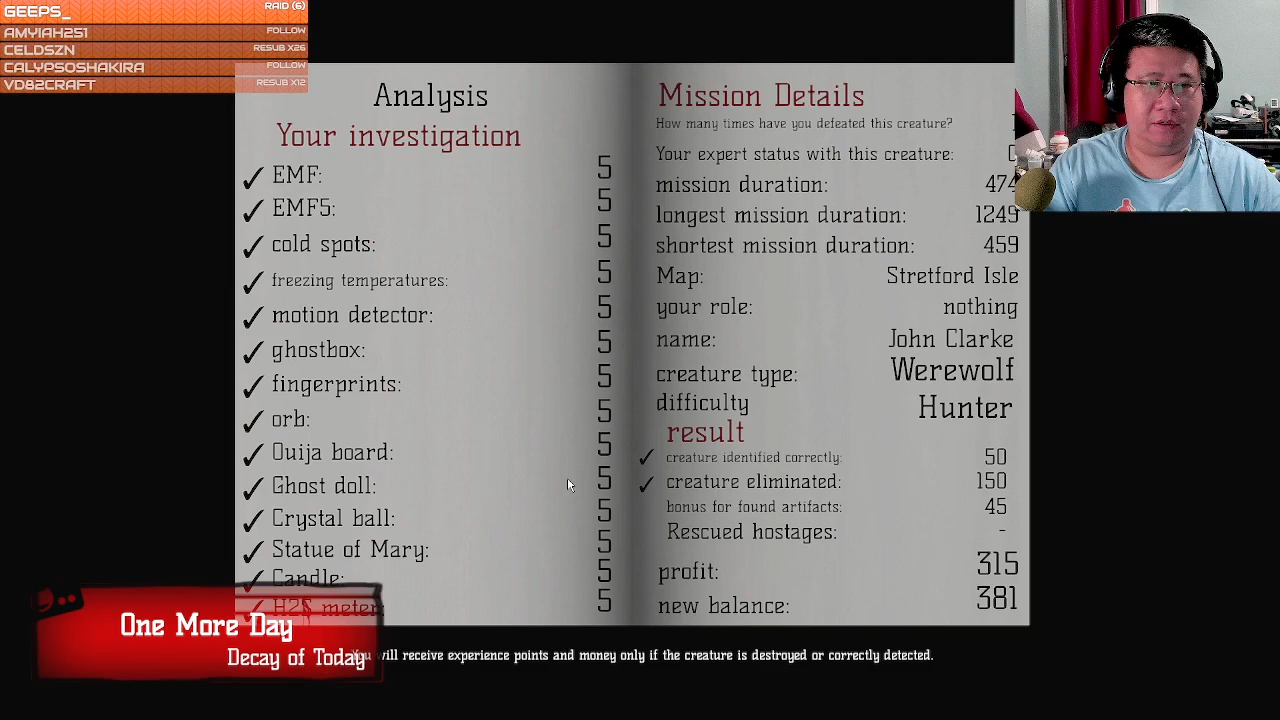 GEEPS_ RAID (6)
AMYIAH251 FOLLOW
CELDSZN RESUB X26
CALYPSOSHAKIRA FOLLOW
VD82CRAFT RESUB X12
Analysis
Your investigation
EMF: 5
EMF5: 5
cold spots: 5
freezing temperatures: 5
motion detector: 5
ghostbox: 5
fingerprints: 5
orb: 5
Ouija board: 5
Ghost doll: 5
Crystal ball: 5
Statue of Mary: 5
Candle: 5
H2S meter: 5
Mission Details
How many times have you defeated this creature?
Your expert status with this creature: 0
mission duration: 474
longest mission duration: 1249
shortest mission duration: 459
Map: Stretford Isle
your role: nothing
name: John Clarke
creature type: Werewolf
difficulty Hunter
result
creature identified correctly: 50
creature eliminated: 150
bonus for found artifacts: 45
Rescued hostages: -
profit: 315
new balance: 381
One More Day
Decay of Today
You will receive experience points and money only if the creature is destroyed or correctly detected.